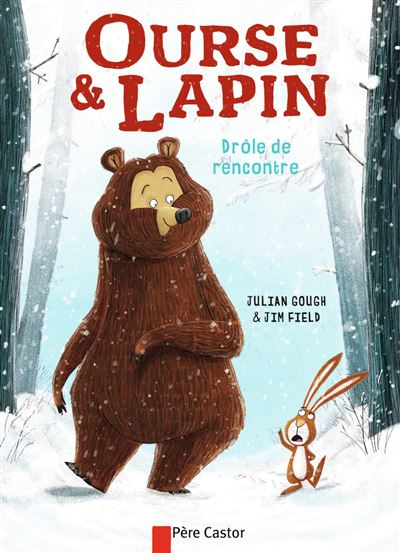 OURSE
& LAPIN
Drôle de
rencontre
JULIAN GOUGH
& JIM FIELD
Père Castor